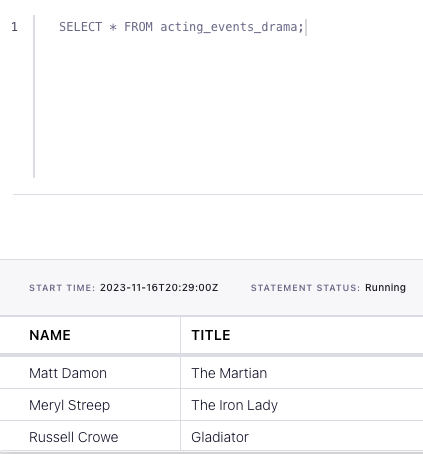 1 SELECT * FROM acting_events_drama;
START TIME: 2023-11-16T20:29:00Z STATEMENT STATUS: Running
NAME TITLE
Matt Damon The Martian
Meryl Streep The Iron Lady
Russell Crowe Gladiator